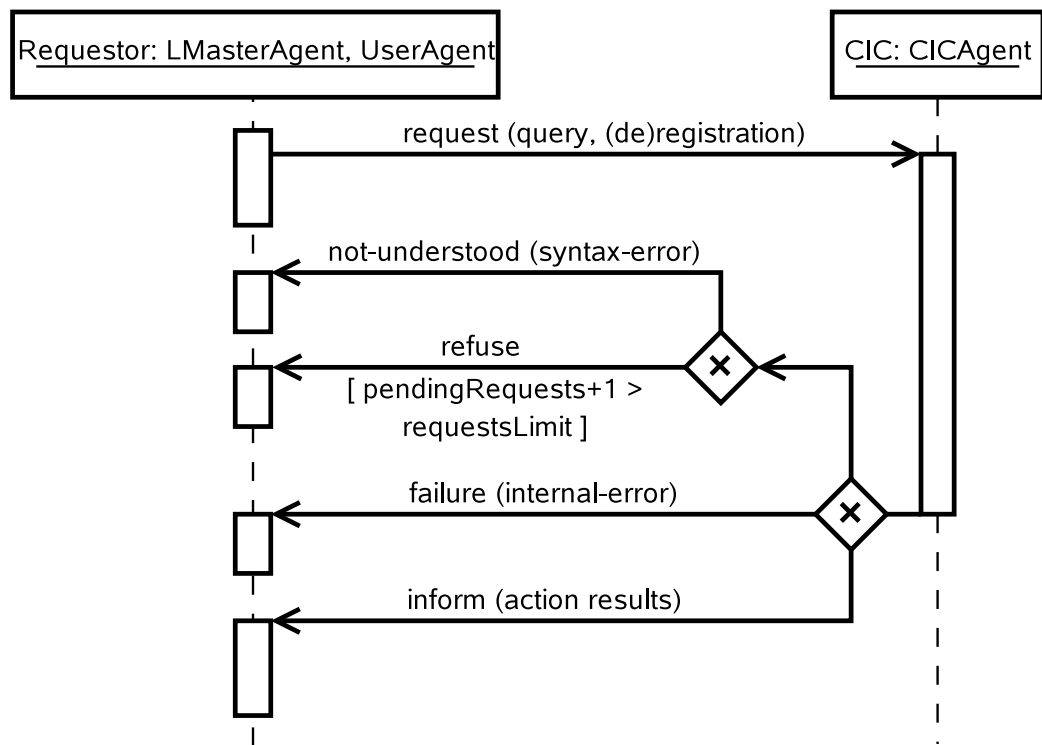 Requestor: LMasterAgent, UserAgent
CIC: CICAgent
request (query, (de)registration)
not-understood (syntax-error)
refuse
[ pendingRequests+1 >
requestsLimit ]
failure (internal-error)
inform (action results)